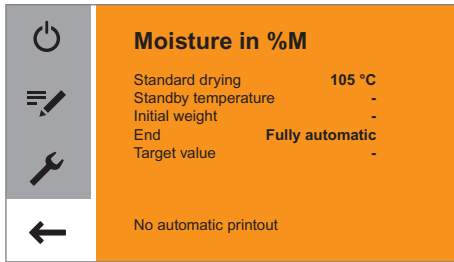 Moisture in %M
Standard drying 105 °C
Standby temperature -
Initial weight -
End Fully automatic
Target value -
No automatic printout